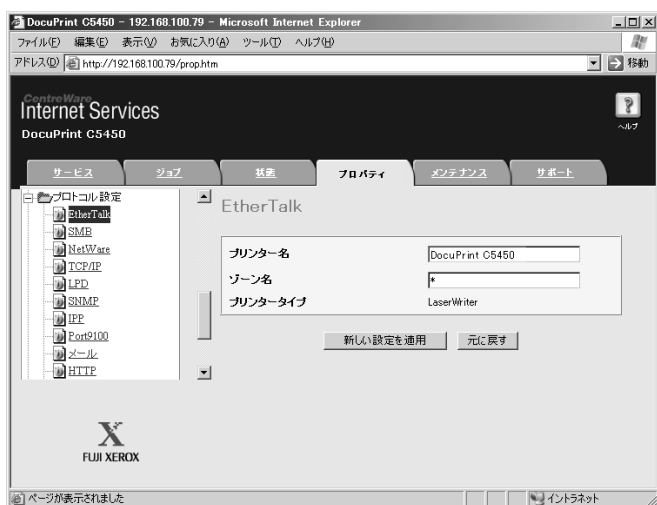 DocuPrint C5450 - 192.168.100.79 - Microsoft Internet Explorer
ファイル(F) 編集(E) 表示(V) お気に入り(A) ツール(T) ヘルプ(H)
アドレス(D) http://192.168.100.79/prop.htm 移動
CentreWare
Internet Services
DocuPrint C5450
ヘルプ
サービス ジョブ 状態 プロパティ メンテナンス サポート
プロトコル設定
EtherTalk
SMB
NetWare
TCP/IP
LPD
SNMP
IPP
Port9100
メール
HTTP
EtherTalk
プリンター名 DocuPrint C5450
ゾーン名 *
プリンタータイプ LaserWriter
新しい設定を適用 元に戻す
X
FUJI XEROX
ページが表示されました イントラネット